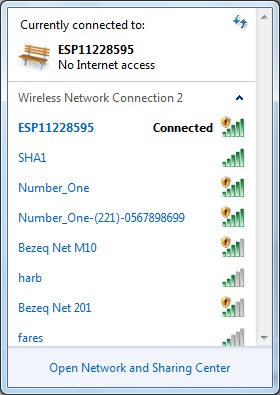 Currently connected to:
ESP11228595
No Internet access
Wireless Network Connection 2
ESP11228595 Connected
SHA1
Number_One
Number_One-(221)-0567898699
Bezeq Net M10
harb
Bezeq Net 201
fares
Open Network and Sharing Center